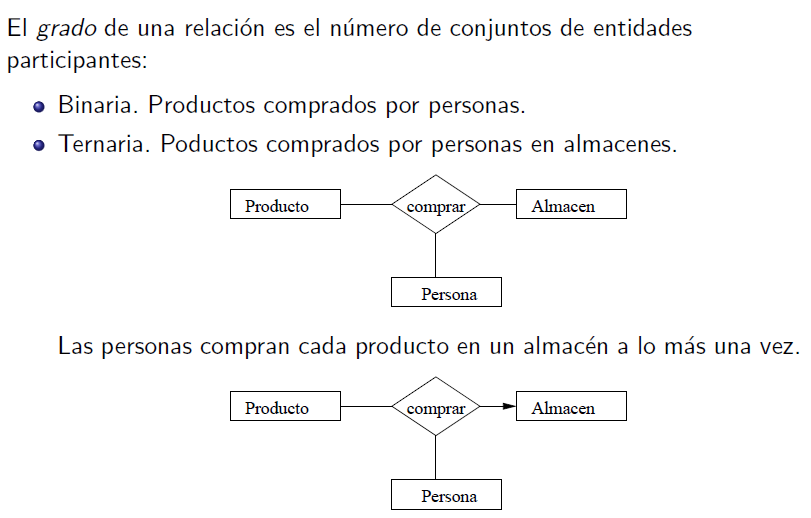 El grado de una relación es el número de conjuntos de entidades
participantes:
Binaria. Productos comprados por personas.
Ternaria. Poductos comprados por personas en almacenes.
Producto
comprar
Almacen
Persona
Las personas compran cada producto en un almacén a lo más una vez.
Producto
comprar
Almacen
Persona